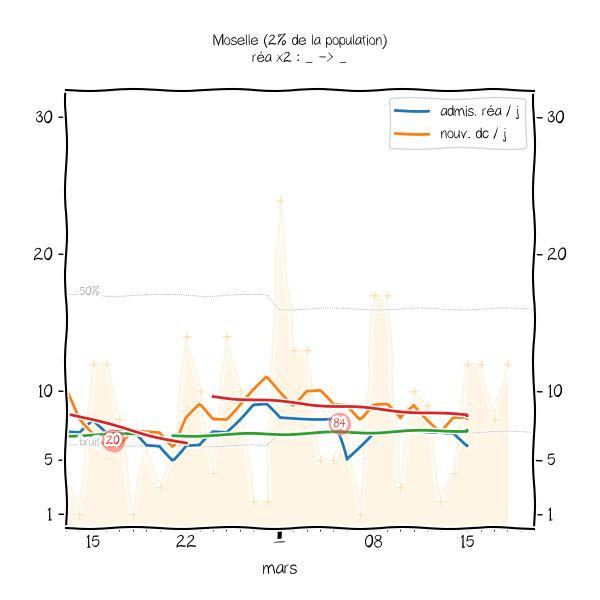 Moselle (2% de la population)
réa x2 : _ -> _
admis. réa / j
nouv. dc / j
30 30
20 20
50%
10 10
84
20
bruit
5 5
1 1
15 22 1 08 15
mars